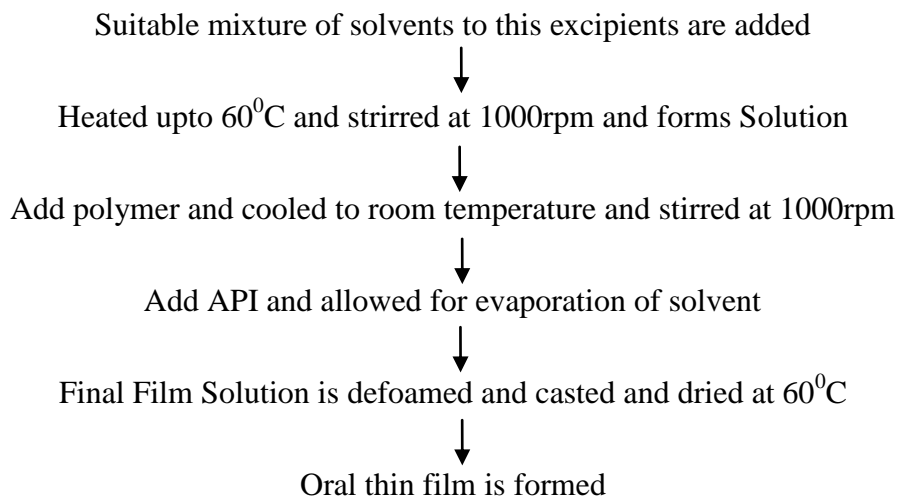 Suitable mixture of solvents to this excipients are added
Heated upto 60⁰C and strirred at 1000rpm and forms Solution
Add polymer and cooled to room temperature and stirred at 1000rpm
Add API and allowed for evaporation of solvent
Final Film Solution is defoamed and casted and dried at 60⁰C
Oral thin film is formed